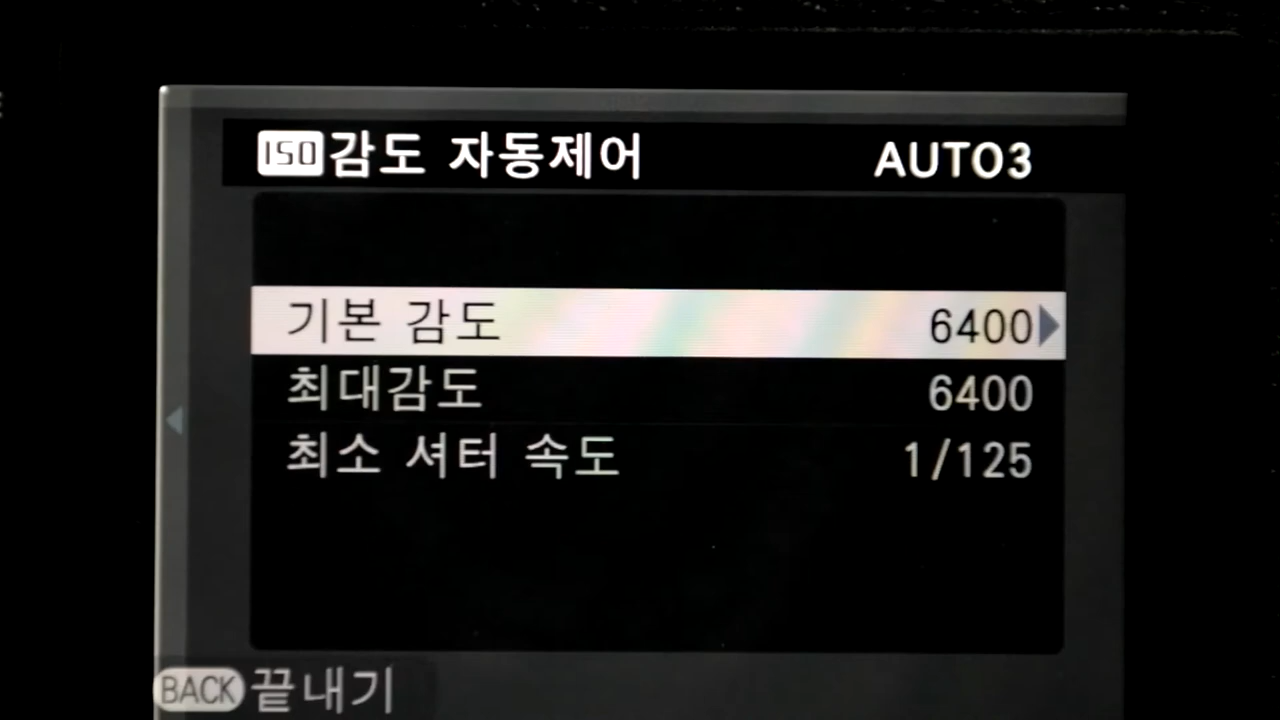 ISO 감도 자동제어 AUTO3
기본 감도 6400
최대감도 6400
최소 셔터 속도 1/125
BACK 끝내기